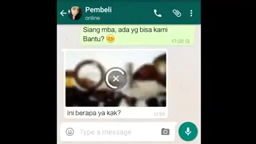 Pembeli
online
Siang mba, ada yg bisa kami
Bantu?
ini berapa ya kak?
Type a message